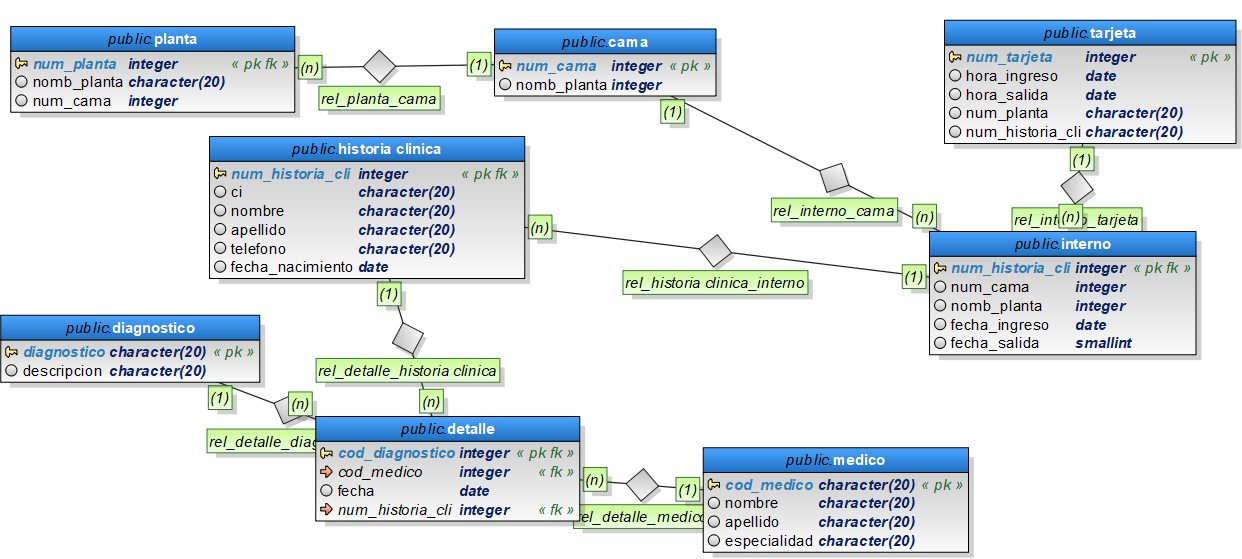 public.planta
num_planta integer « pk fk »
nomb_planta character(20)
num_cama integer
(n)
rel_planta_cama
(1)
public.cama
num_cama integer « pk »
nomb_planta integer
(1)
public.tarjeta
num_tarjeta integer « pk »
hora_ingreso date
hora_salida date
num_planta character(20)
num_historia_cli character(20)
(1)
public.historia clinica
num_historia_cli integer « pk fk »
ci character(20)
nombre character(20)
apellido character(20)
telefono character(20)
fecha_nacimiento date
(n)
(1)
rel_interno_cama
(n)
(n)
rel_historia clinica_interno
(1)
public.interno
num_historia_cli integer « pk fk »
num_cama integer
nomb_planta integer
fecha_ingreso date
fecha_salida smallint
public.diagnostico
diagnostico character(20) « pk »
descripcion character(20)
(1)
(n)
rel_detalle_historia clinica
(n)
public.detalle
cod_diagnostico integer « pk fk »
cod_medico integer « fk »
fecha date
num_historia_cli integer « fk »
(n)
rel_detalle_medico
(1)
public.medico
cod_medico character(20) « pk »
nombre character(20)
apellido character(20)
especialidad character(20)